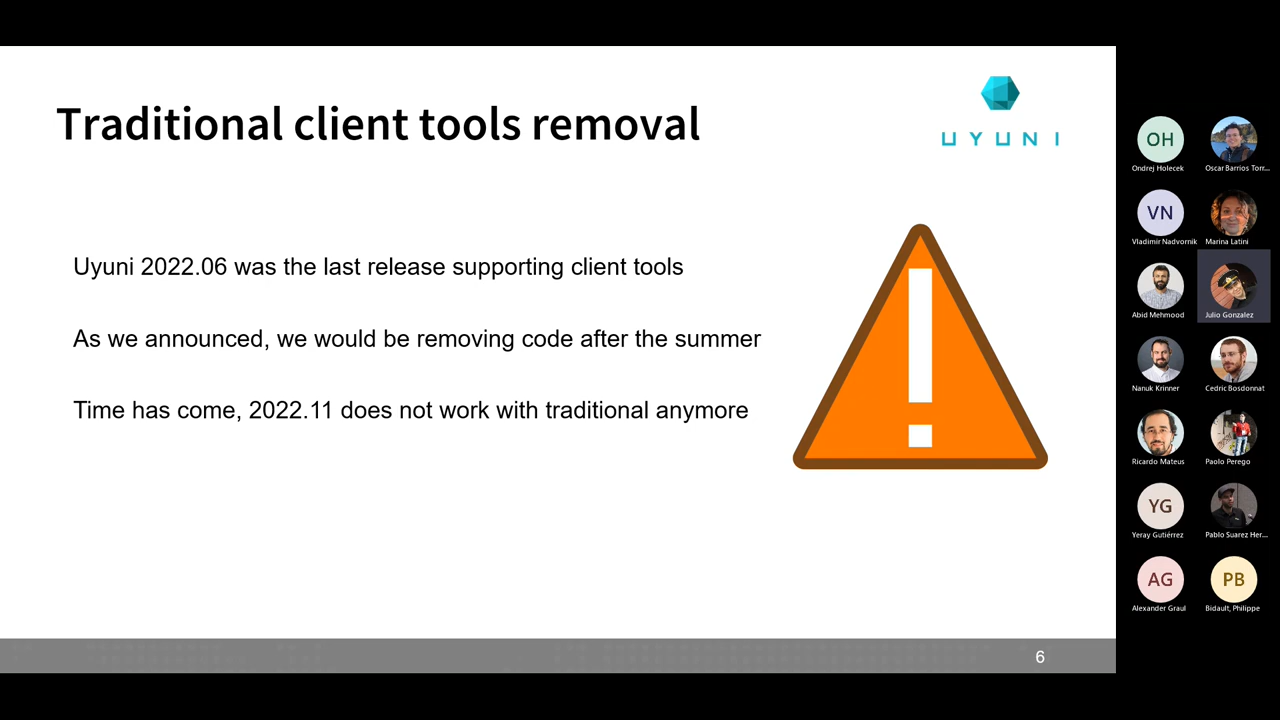 Traditional client tools removal
UYUNI
Uyuni 2022.06 was the last release supporting client tools
As we announced, we would be removing code after the summer
Time has come, 2022.11 does not work with traditional anymore
6
OH
Ondrej Holecek
Oscar Barrios Torr...
VN
Vladimir Nadvornik
Marina Latini
Abid Mehmood
Julio Gonzalez
Nanuk Krinner
Cedric Bosdonnat
Ricardo Mateus
Paolo Perego
YG
Yeray Gutiérrez
Pablo Suarez Her...
AG
Alexander Graul
PB
Bidault, Philippe